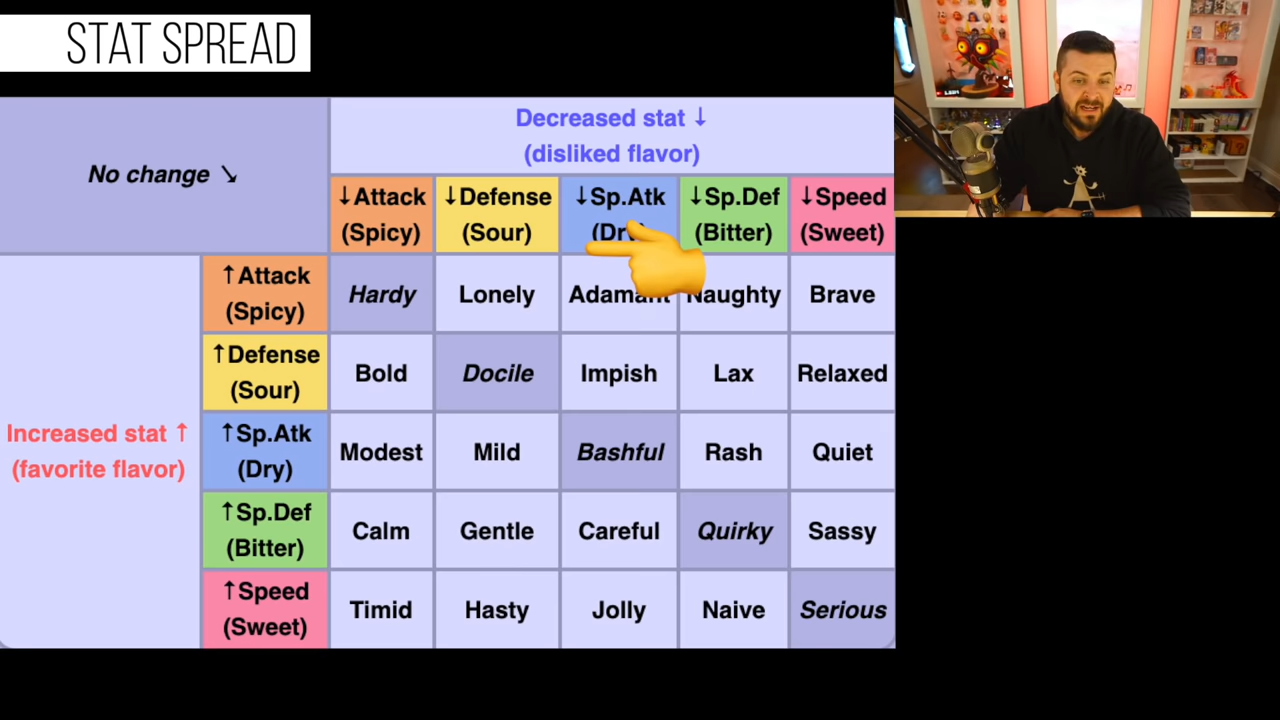 STAT SPREAD
No change ↘
Decreased stat ↓
(disliked flavor)
↓Attack
(Spicy)
↓Defense
(Sour)
↓Sp.Atk
(Dry)
↓Sp.Def
(Bitter)
↓Speed
(Sweet)
Increased stat ↑
(favorite flavor)
↑Attack
(Spicy)
Hardy
Lonely
Adamant
Naughty
Brave
↑Defense
(Sour)
Bold
Docile
Impish
Lax
Relaxed
↑Sp.Atk
(Dry)
Modest
Mild
Bashful
Rash
Quiet
↑Sp.Def
(Bitter)
Calm
Gentle
Careful
Quirky
Sassy
↑Speed
(Sweet)
Timid
Hasty
Jolly
Naive
Serious